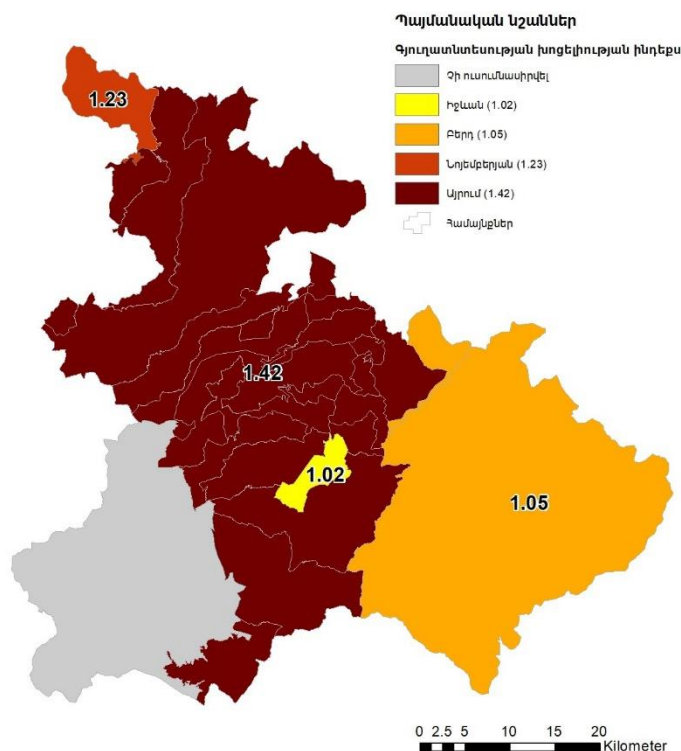 Պայմանական նշաններ
Գյուղատնտեսության խոցելիության ինդեքս
Չի ուսումնասիրվել
Իջևան (1.02)
Բերդ (1.05)
Նոյեմբերյան (1.23)
Այրում (1.42)
Համայնքներ
1.23
1.42
1.02
1.05
0 2.5 5 10 15 20
Kilometer